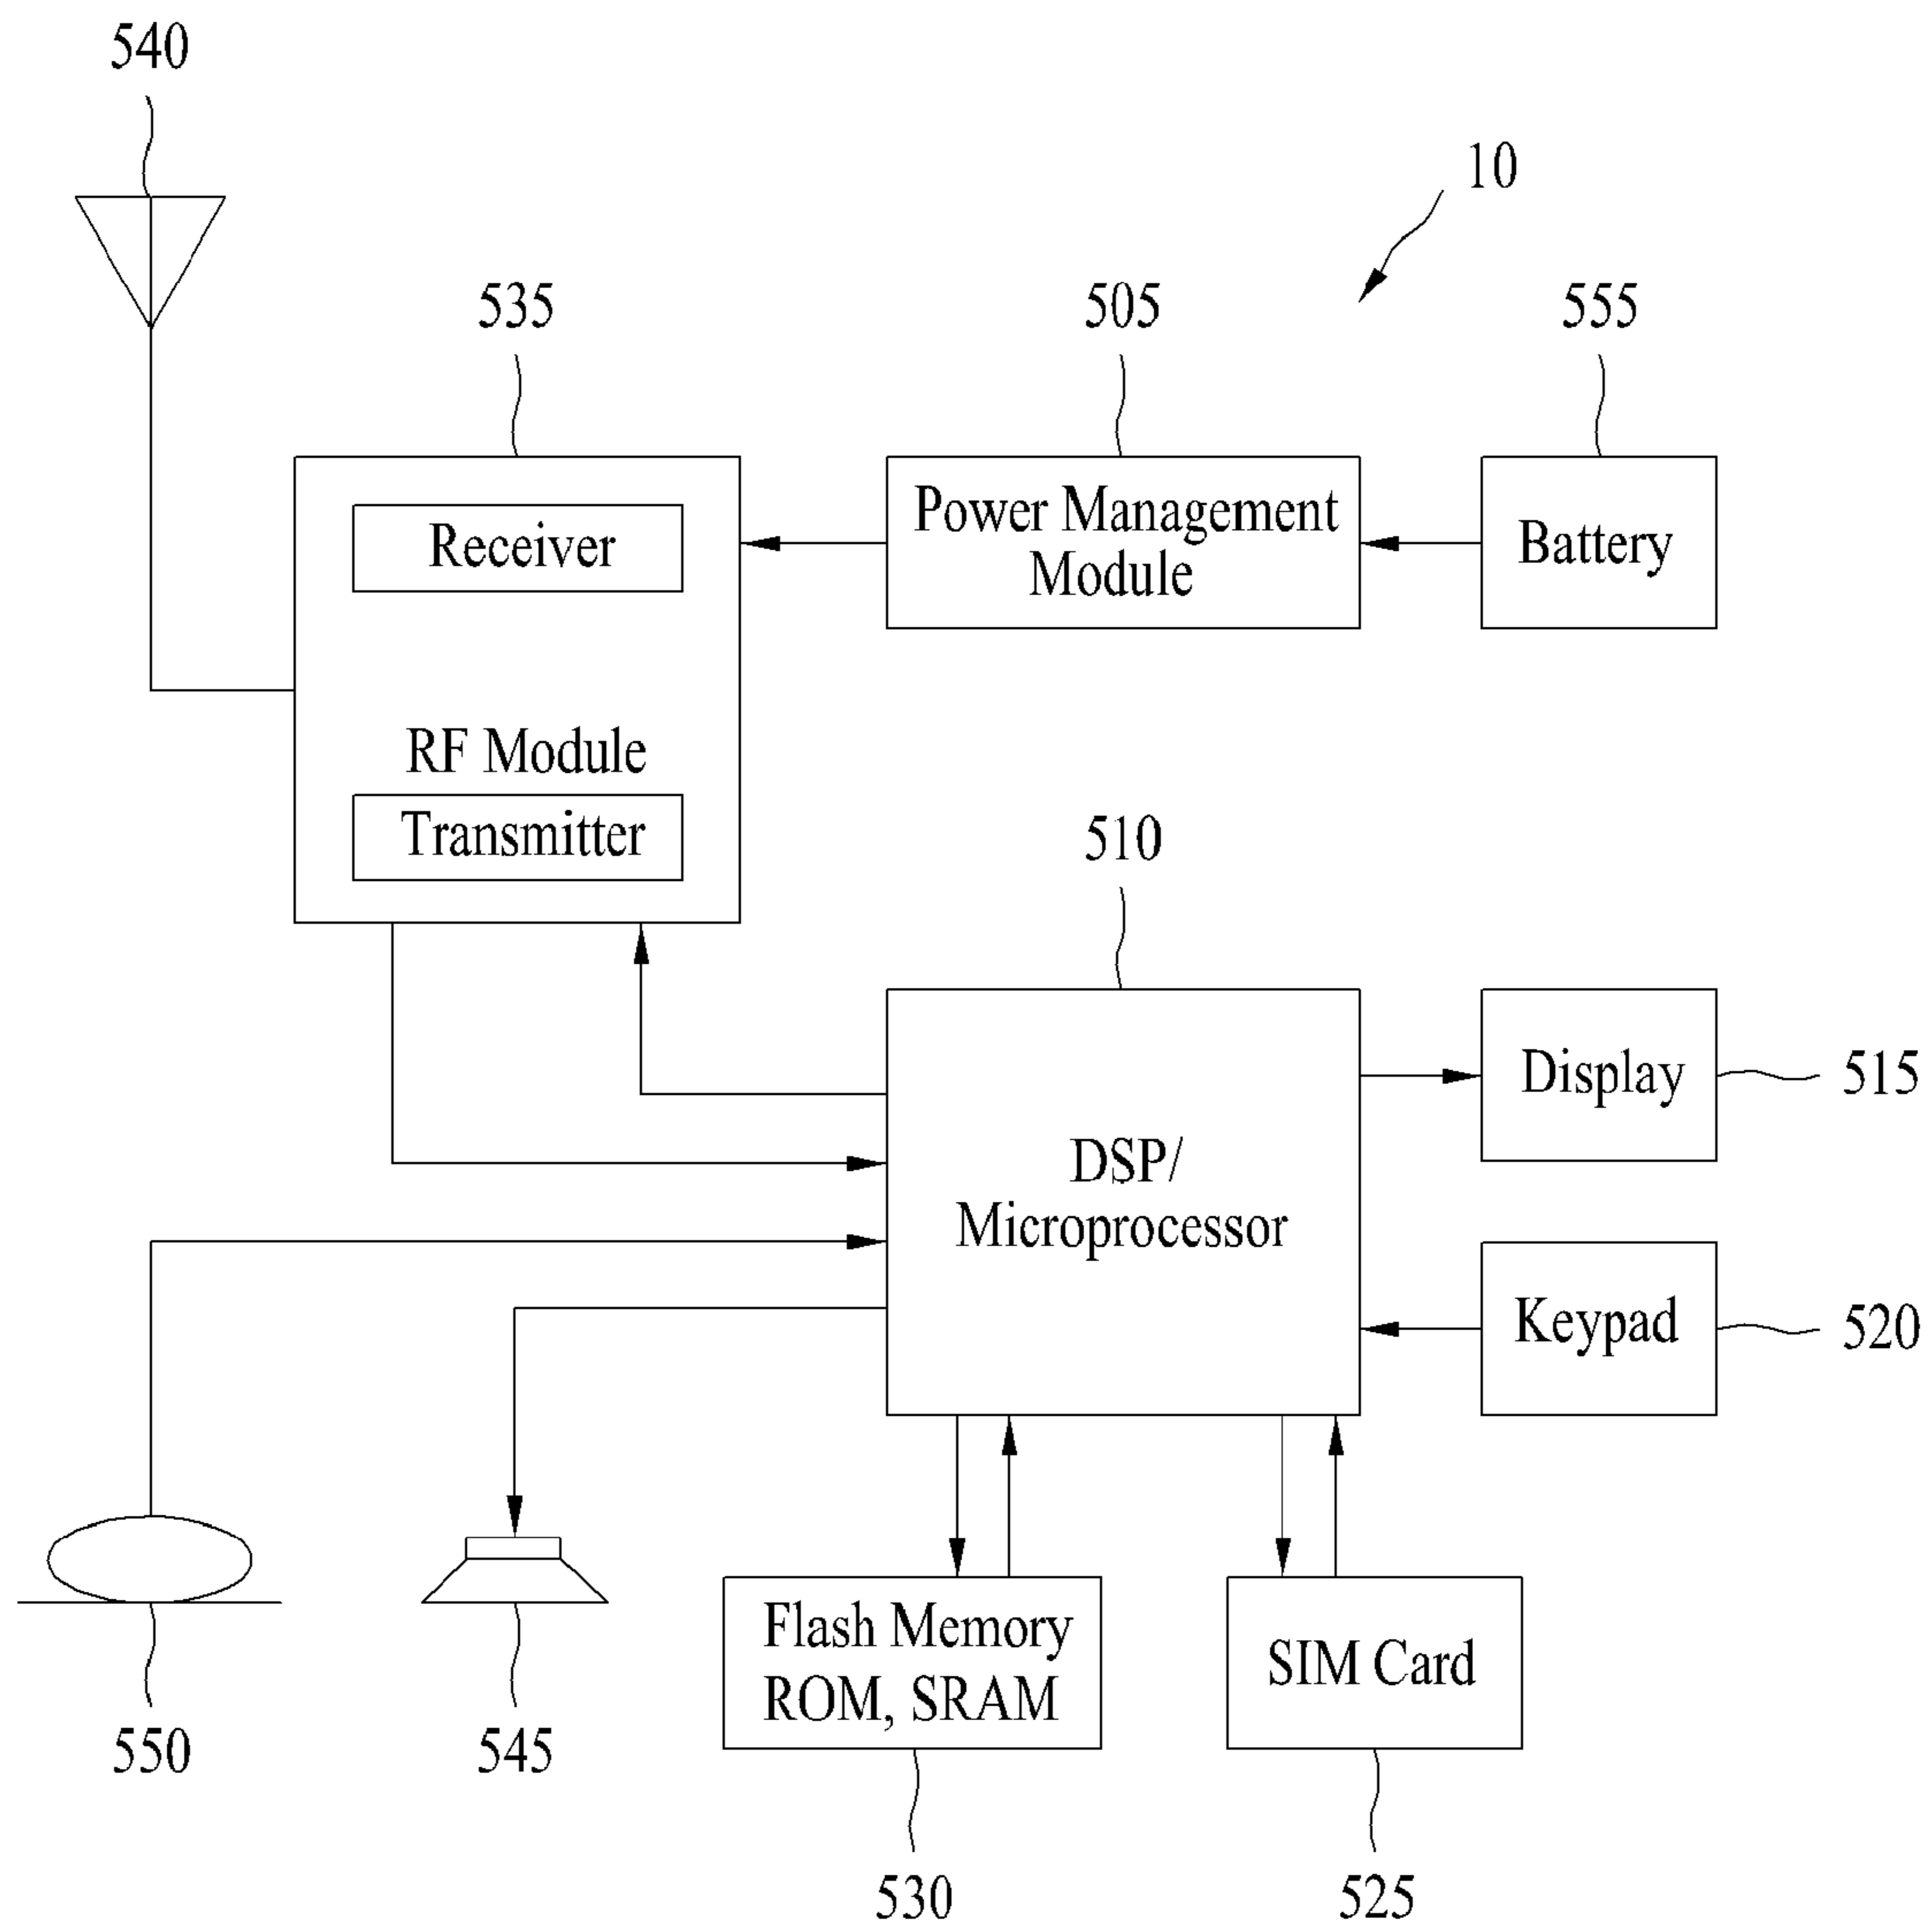 540
10
535
505
555
Receiver
Power Management
Module
Battery
RF Module
Transmitter
510
Display
515
DSP/
Microprocessor
Keypad
520
Flash Memory
ROM, SRAM
SIM Card
550
545
530
525